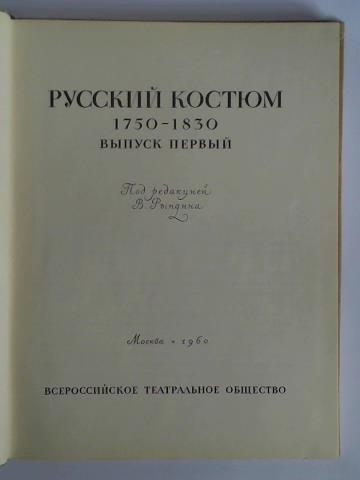 РУССКИЙ КОСТЮМ
1750-1830
ВЫПУСК ПЕРВЫЙ
Под редакцией
В. Рындина
Москва • 1960
ВСЕРОССИЙСКОЕ ТЕАТРАЛЬНОЕ ОБЩЕСТВО